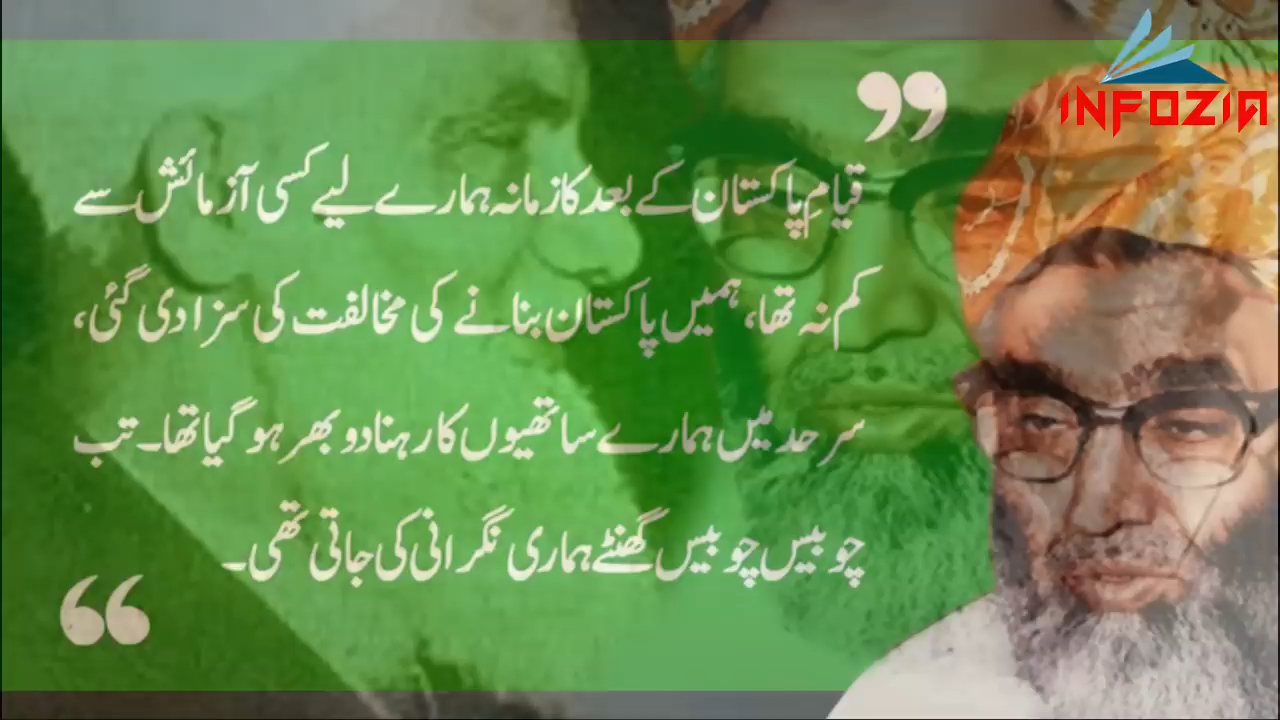 INFOZIA
قیامِ پاکستان کے بعد کا زمانہ ہمارے لیے کسی آزمائش سے
کم نہ تھا، ہمیں پاکستان بنانے کی مخالفت کی سزا دی گئی،
سرحد میں ہمارے ساتھیوں کا رہنا دوبھر ہو گیا تھا۔ تب
چوبیس چوبیس گھنٹے ہماری نگرانی کی جاتی تھی۔